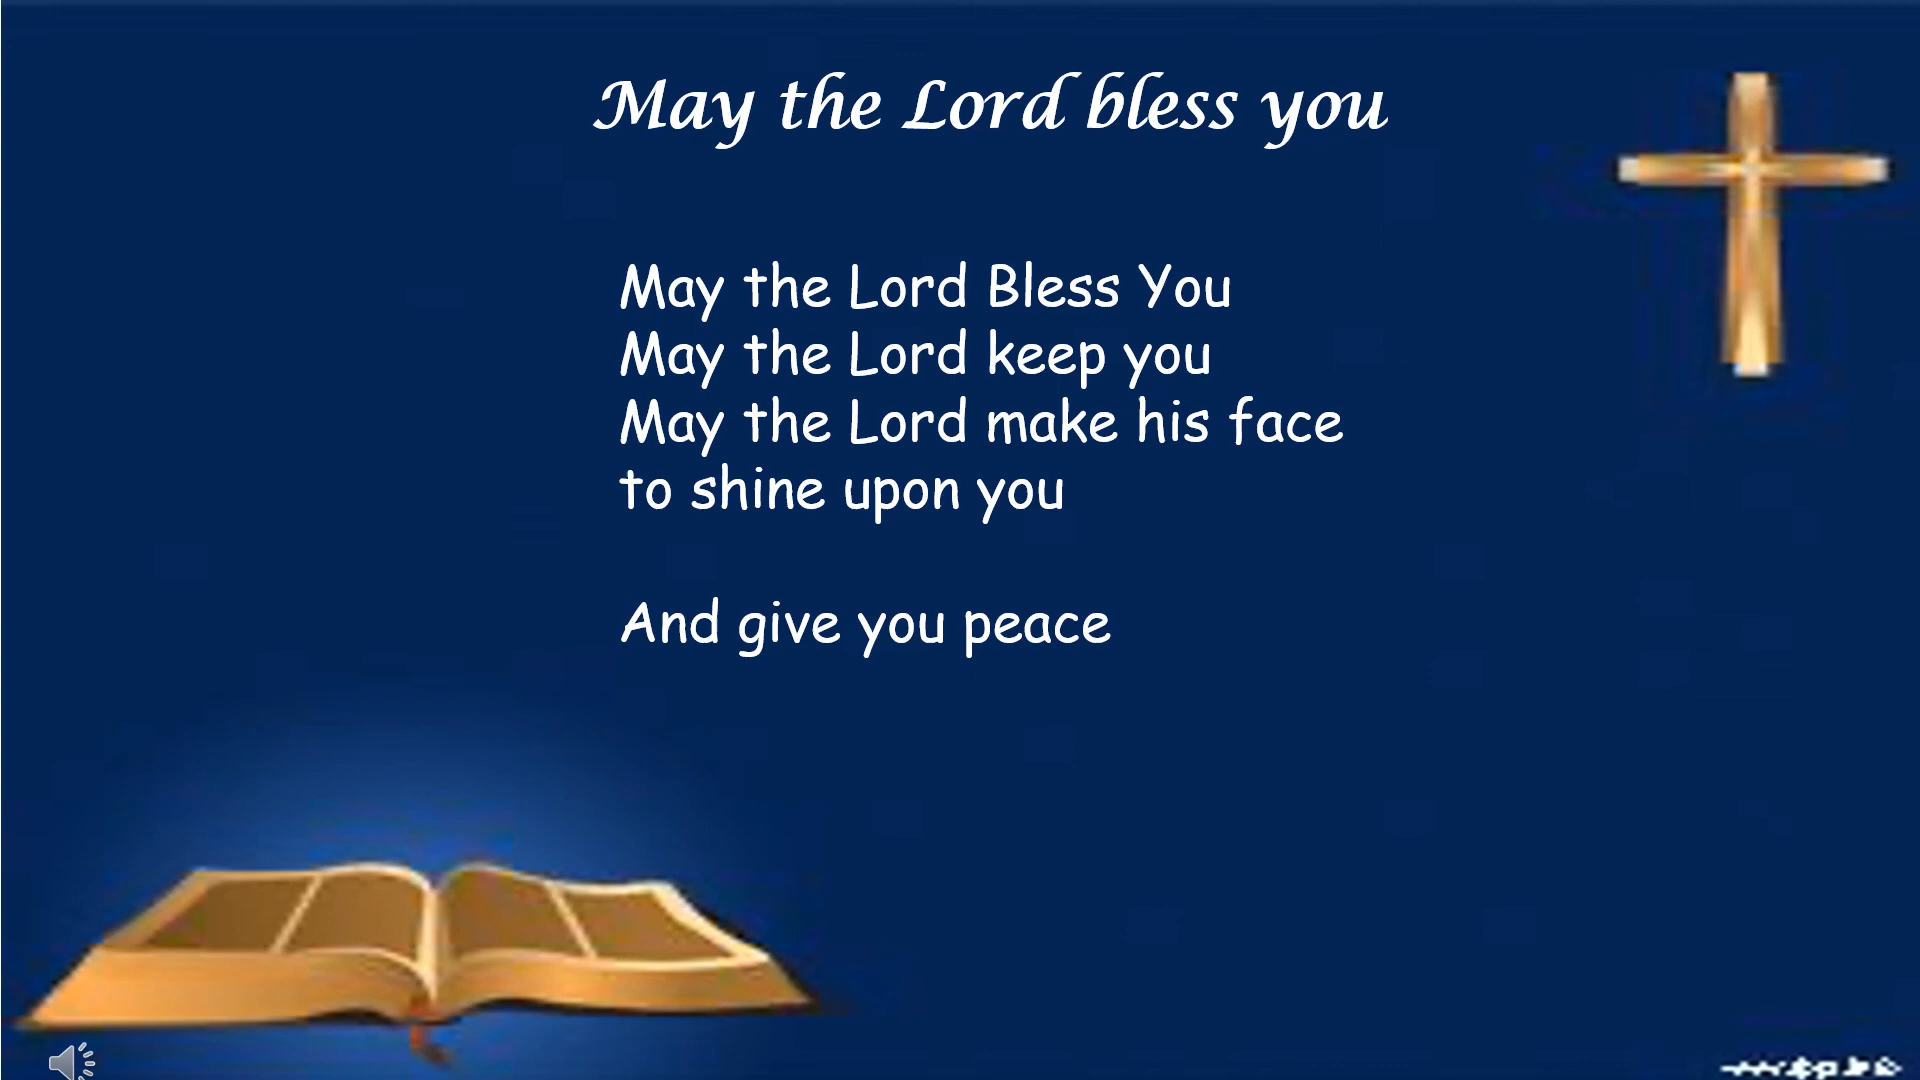 May the Lord bless you
May the Lord Bless You
May the Lord keep you
May the Lord make his face
to shine upon you
And give you peace